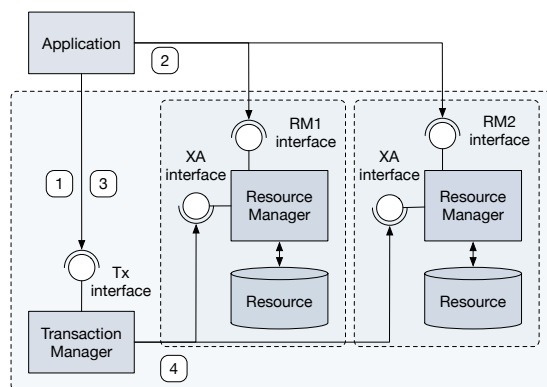 Application
2
RM1
interface
RM2
interface
XA
interface
XA
interface
1
3
Resource
Manager
Resource
Manager
Tx
interface
Resource
Resource
Transaction
Manager
4